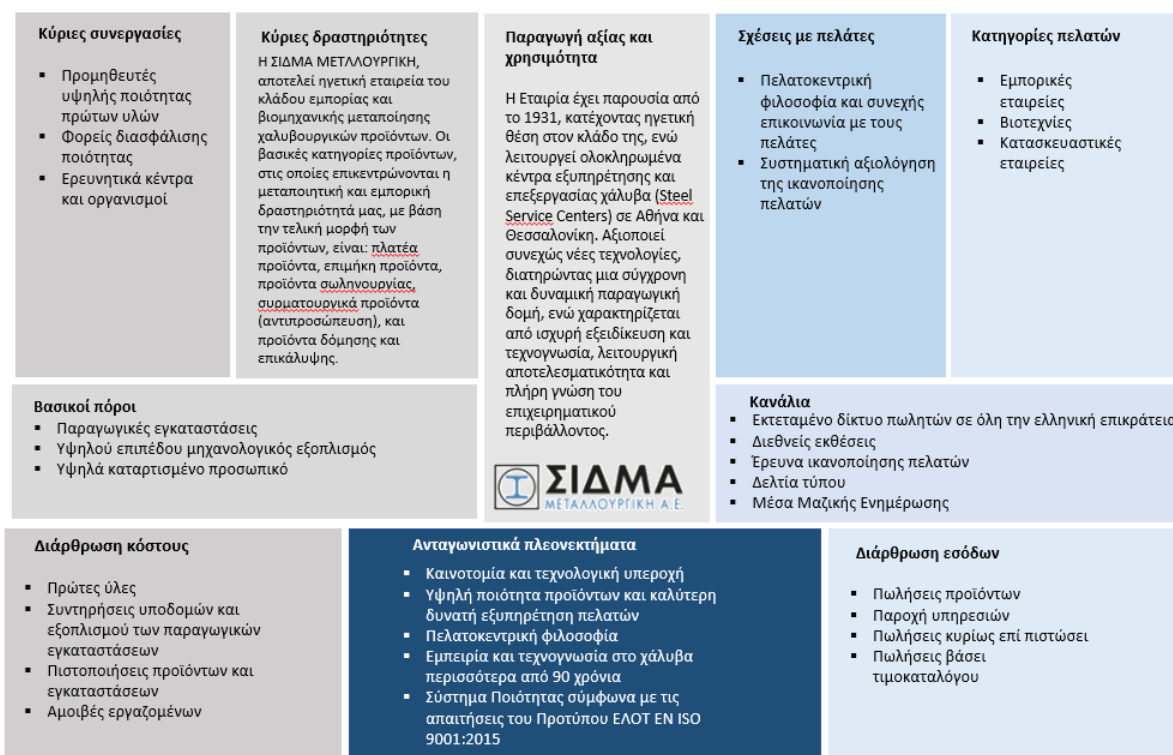 Κύριες συνεργασίες
▪ Προμηθευτές
υψηλής ποιότητας
πρώτων υλών
▪ Φορείς διασφάλισης
ποιότητας
▪ Ερευνητικά κέντρα
και οργανισμοί
Κύριες δραστηριότητες
Η ΣΙΔΜΑ ΜΕΤΛΛΟΥΡΓΙΚΗ,
αποτελεί ηγετική εταιρεία του
κλάδου εμπορίας και
βιομηχανικής μεταποίησης
χαλυβουργικών προϊόντων. Οι
βασικές κατηγορίες προϊόντων,
στις οποίες επικεντρώνονται η
μεταποιητική και εμπορική
δραστηριότητά μας, με βάση
την τελική μορφή των
προϊόντων, είναι: πλατέα
προϊόντα, επιμήκη προϊόντα,
προϊόντα σωληνουργίας,
συρματουργικά προϊόντα
(αντιπροσώπευση), και
προϊόντα δόμησης και
επικάλυψης.
Παραγωγή αξίας και
χρησιμότητα
Η Εταιρία έχει παρουσία από
το 1931, κατέχοντας ηγετική
θέση στον κλάδο της, ενώ
λειτουργεί ολοκληρωμένα
κέντρα εξυπηρέτησης και
επεξεργασίας χάλυβα (Steel
Service Centers) σε Αθήνα και
Θεσσαλονίκη. Αξιοποιεί
συνεχώς νέες τεχνολογίες,
διατηρώντας μια σύγχρονη
και δυναμική παραγωγική
δομή, ενώ χαρακτηρίζεται
από ισχυρή εξειδίκευση και
τεχνογνωσία, λειτουργική
αποτελεσματικότητα και
πλήρη γνώση του
επιχειρηματικού
περιβάλλοντος.
ΣΙΔΜΑ
ΜΕΤΑΛΛΟΥΡΓΙΚΗ Α.Ε.
Σχέσεις με πελάτες
▪ Πελατοκεντρική
φιλοσοφία και συνεχής
επικοινωνία με τους
πελάτες
▪ Συστηματική αξιολόγηση
της ικανοποίησης
πελατών
Κατηγορίες πελατών
▪ Εμπορικές
εταιρείες
▪ Βιοτεχνίες
▪ Κατασκευαστικές
εταιρείες
Βασικοί πόροι
▪ Παραγωγικές εγκαταστάσεις
▪ Υψηλού επιπέδου μηχανολογικός εξοπλισμός
▪ Υψηλά καταρτισμένο προσωπικό
Κανάλια
▪ Εκτεταμένο δίκτυο πωλητών σε όλη την ελληνική επικράτεια
▪ Διεθνείς εκθέσεις
▪ Έρευνα ικανοποίησης πελατών
▪ Δελτία τύπου
▪ Μέσα Μαζικής Ενημέρωσης
Διάρθρωση κόστους
▪ Πρώτες ύλες
▪ Συντηρήσεις υποδομών και
εξοπλισμού των παραγωγικών
εγκαταστάσεων
▪ Πιστοποιήσεις προϊόντων και
εγκαταστάσεων
▪ Αμοιβές εργαζομένων
Ανταγωνιστικά πλεονεκτήματα
▪ Καινοτομία και τεχνολογική υπεροχή
▪ Υψηλή ποιότητα προϊόντων και καλύτερη
δυνατή εξυπηρέτηση πελατών
▪ Πελατοκεντρική φιλοσοφία
▪ Εμπειρία και τεχνογνωσία στο χάλυβα
περισσότερα από 90 χρόνια
▪ Σύστημα Ποιότητας σύμφωνα με τις
απαιτήσεις του Προτύπου ΕΛΟΤ EN ISO
9001:2015
Διάρθρωση εσόδων
▪ Πωλήσεις προϊόντων
▪ Παροχή υπηρεσιών
▪ Πωλήσεις κυρίως επί πιστώσει
▪ Πωλήσεις βάσει
τιμοκαταλόγου